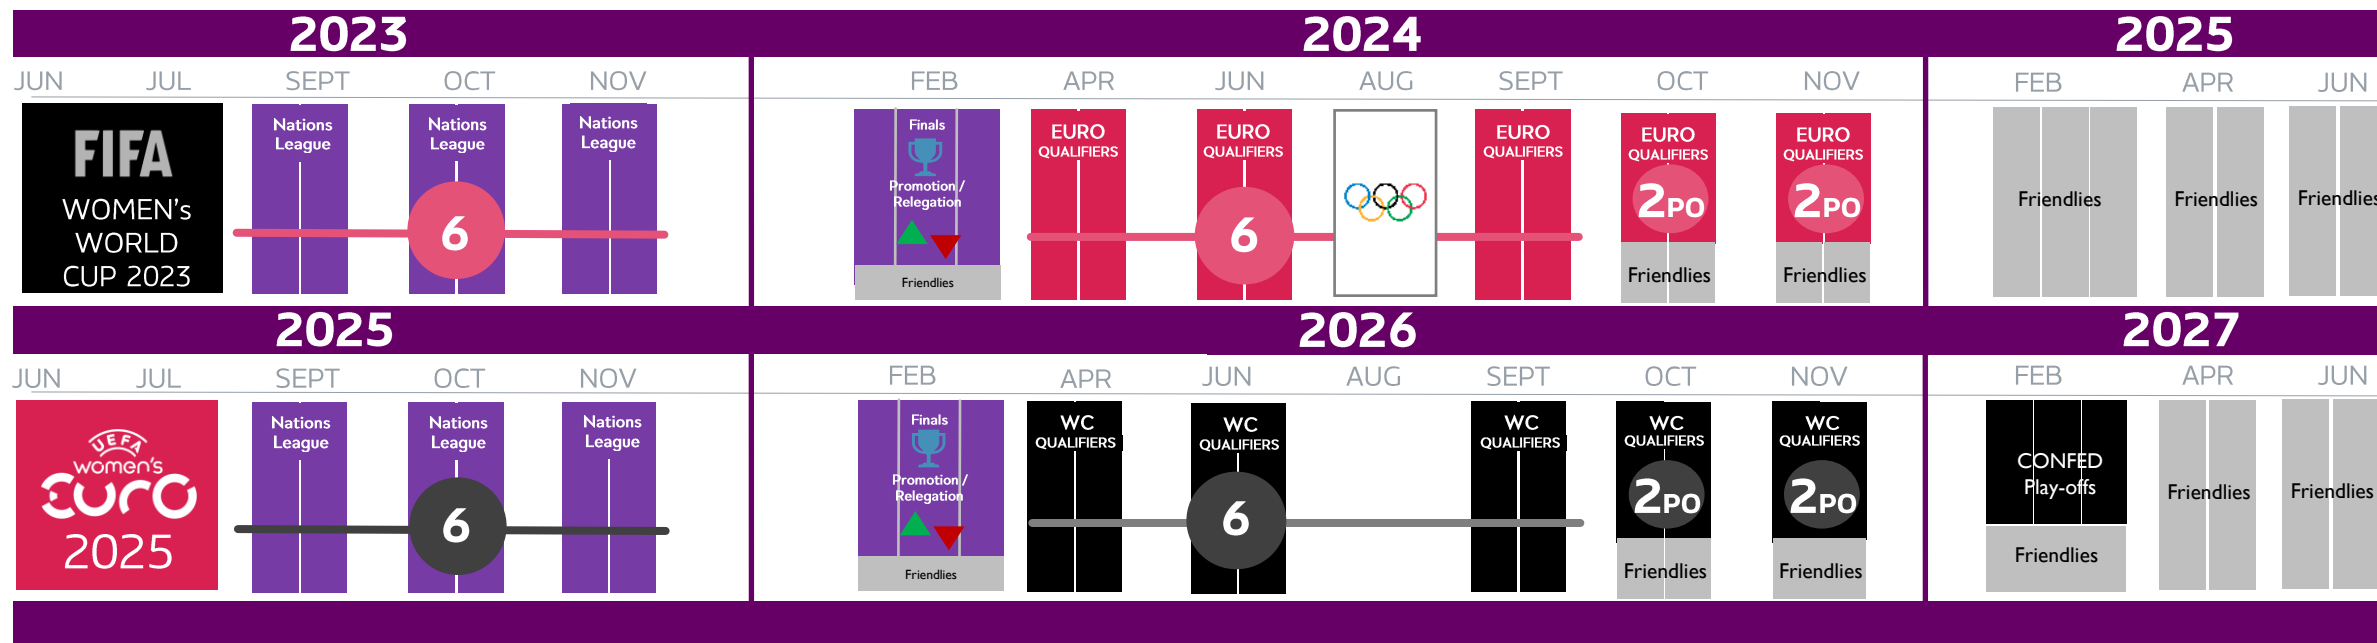 2023 2024 2025
JUN JUL SEPT OCT NOV FEB APR JUN AUG SEPT OCT NOV FEB APR JUN
FIFA
WOMEN's
WORLD
CUP 2023
Nations
League
Nations
League
6
Nations
League
Finals
Promotion /
Relegation
Friendlies
EURO
QUALIFIERS
EURO
QUALIFIERS
6
EURO
QUALIFIERS
EURO
QUALIFIERS
2PO
Friendlies
EURO
QUALIFIERS
2PO
Friendlies
Friendlies
Friendlies
Friendlies
2025 2026 2027
JUN JUL SEPT OCT NOV FEB APR JUN AUG SEPT OCT NOV FEB APR JUN
UEFA
women's
EURO
2025
Nations
League
Nations
League
6
Nations
League
Finals
Promotion /
Relegation
Friendlies
WC
QUALIFIERS
WC
QUALIFIERS
6
WC
QUALIFIERS
WC
QUALIFIERS
2PO
Friendlies
WC
QUALIFIERS
2PO
Friendlies
CONFED
Play-offs
Friendlies
Friendlies
Friendlies